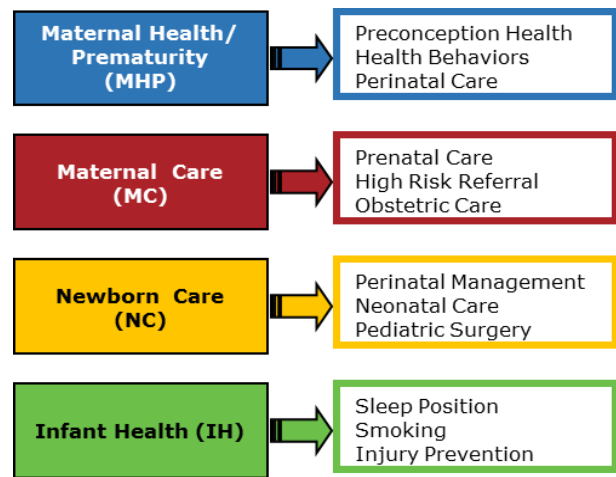 Maternal Health/
Prematurity
(MHP)
Preconception Health
Health Behaviors
Perinatal Care
Maternal Care
(MC)
Prenatal Care
High Risk Referral
Obstetric Care
Newborn Care
(NC)
Perinatal Management
Neonatal Care
Pediatric Surgery
Infant Health (IH)
Sleep Position
Smoking
Injury Prevention